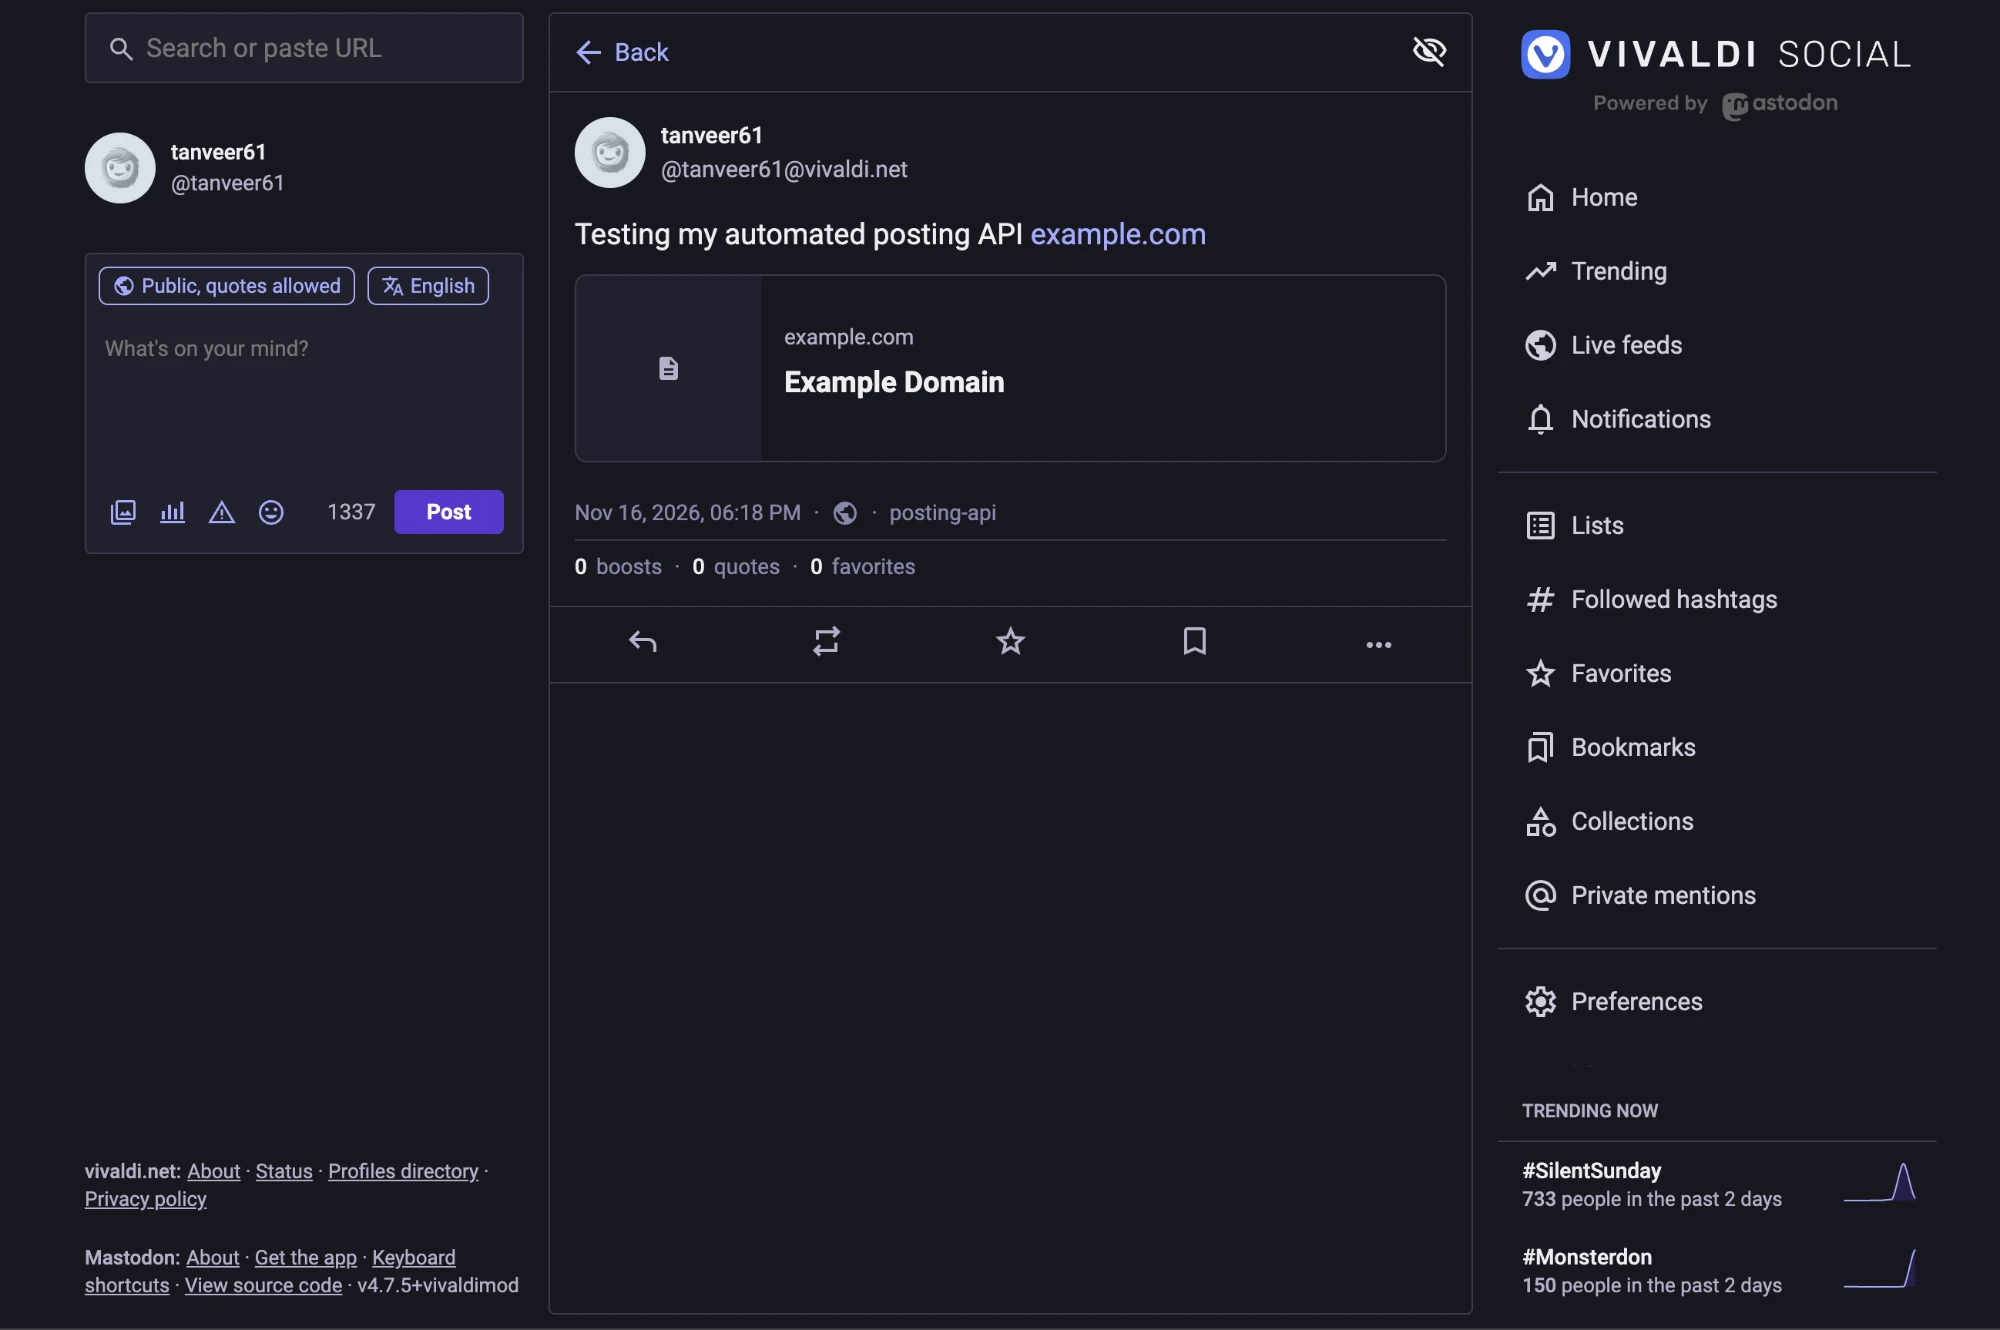 Search or paste URL
tanveer61
@tanveer61
Public, quotes allowed
English
What's on your mind?
1337
Post
vivaldi.net: About · Status · Profiles directory ·
Privacy policy
Mastodon: About · Get the app · Keyboard
shortcuts · View source code · v4.7.5+vivaldimod
Back
tanveer61
@tanveer61@vivaldi.net
Testing my automated posting API example.com
example.com
Example Domain
Nov 16, 2026, 06:18 PM · · posting-api
0 boosts · 0 quotes · 0 favorites
VIVALDI SOCIAL
Powered by mastodon
Home
Trending
Live feeds
Notifications
Lists
Followed hashtags
Favorites
Bookmarks
Collections
Private mentions
Preferences
TRENDING NOW
#SilentSunday
733 people in the past 2 days
#Monsterdon
150 people in the past 2 days